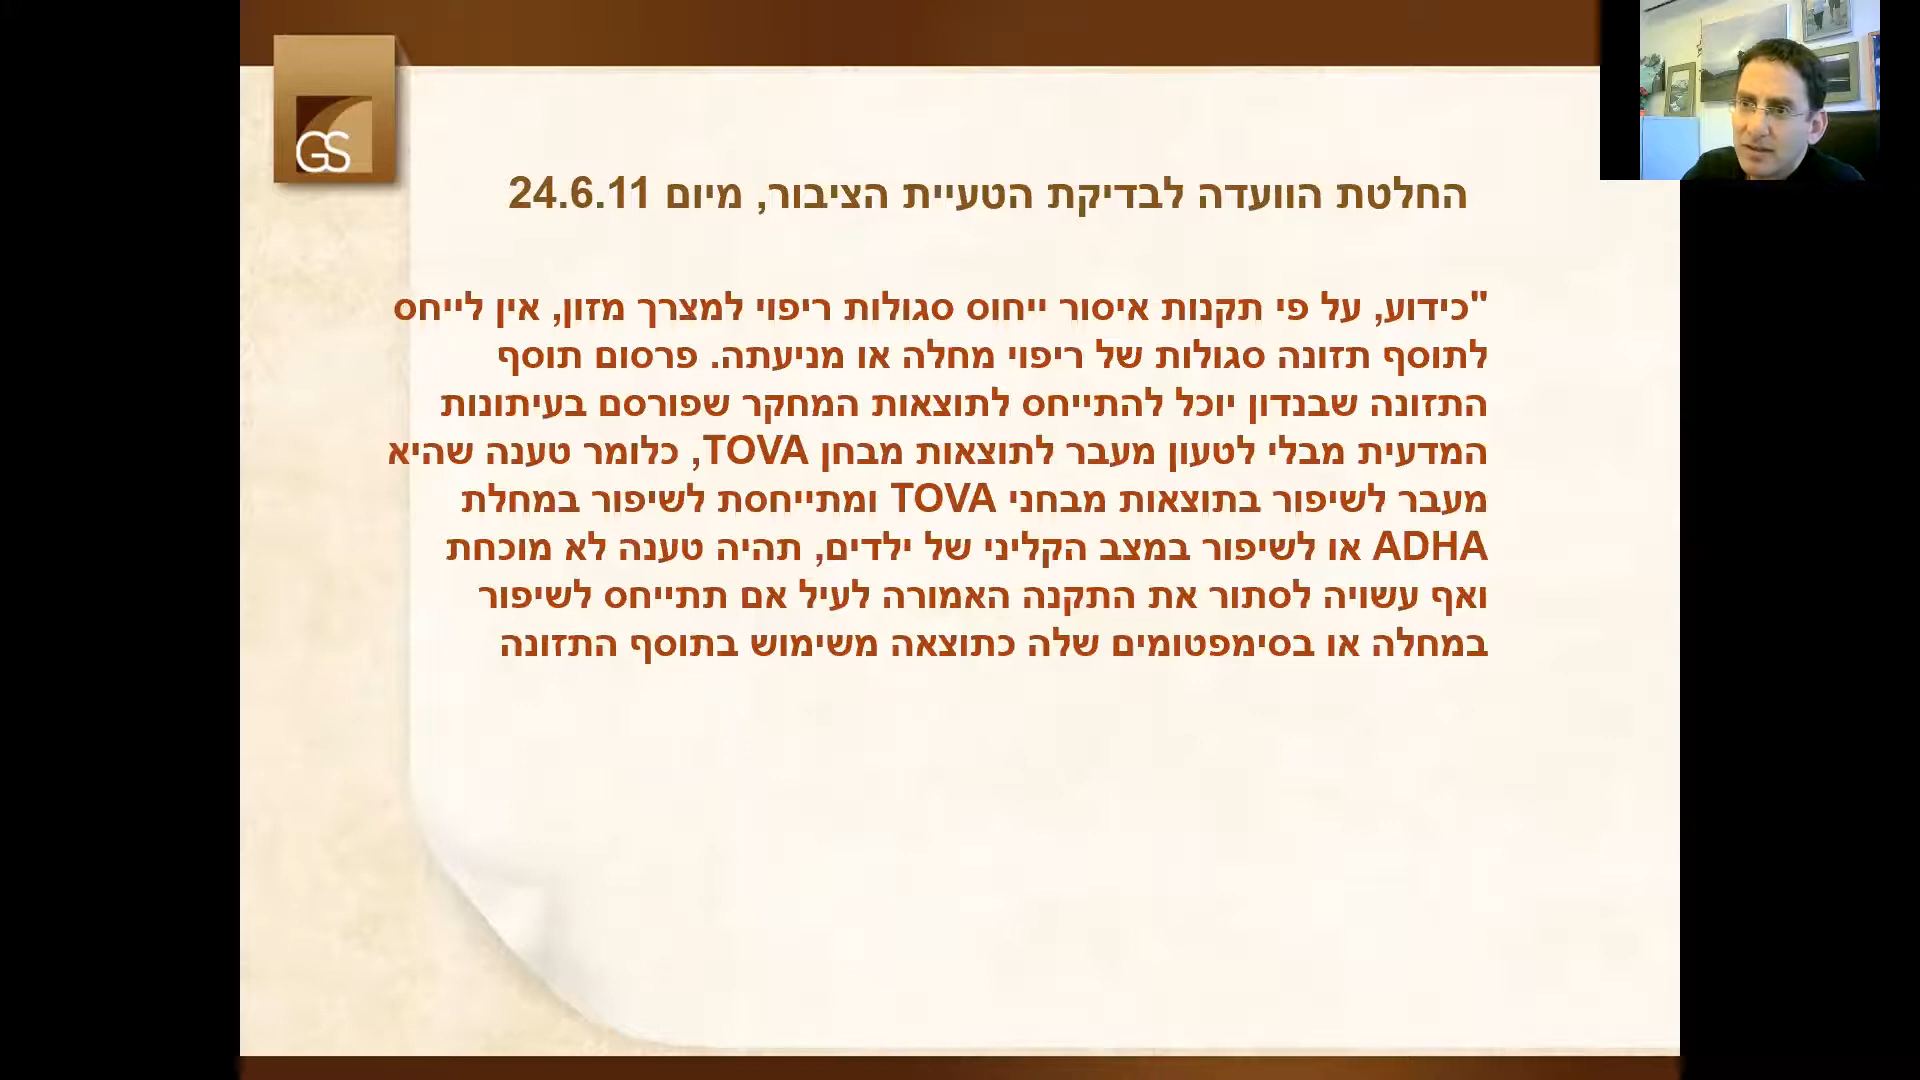 GS
החלטת הוועדה לבדיקת הטעיית הציבור, מיום 24.6.11
"כידוע, על פי תקנות איסור ייחוס סגולות ריפוי למצרך מזון, אין לייחס
לתוסף תזונה סגולות של ריפוי מחלה או מניעתה. פרסום תוסף
התזונה שבנדון יוכל להתייחס לתוצאות המחקר שפורסם בעיתונות
המדעית מבלי לטעון מעבר לתוצאות מבחן TOVA, כלומר טענה שהיא
מעבר לשיפור בתוצאות מבחני TOVA ומתייחסת לשיפור במחלת
ADHA או לשיפור במצב הקליני של ילדים, תהיה טענה לא מוכחת
ואף עשויה לסתור את התקנה האמורה לעיל אם תתייחס לשיפור
במחלה או בסימפטומים שלה כתוצאה משימוש בתוסף התזונה